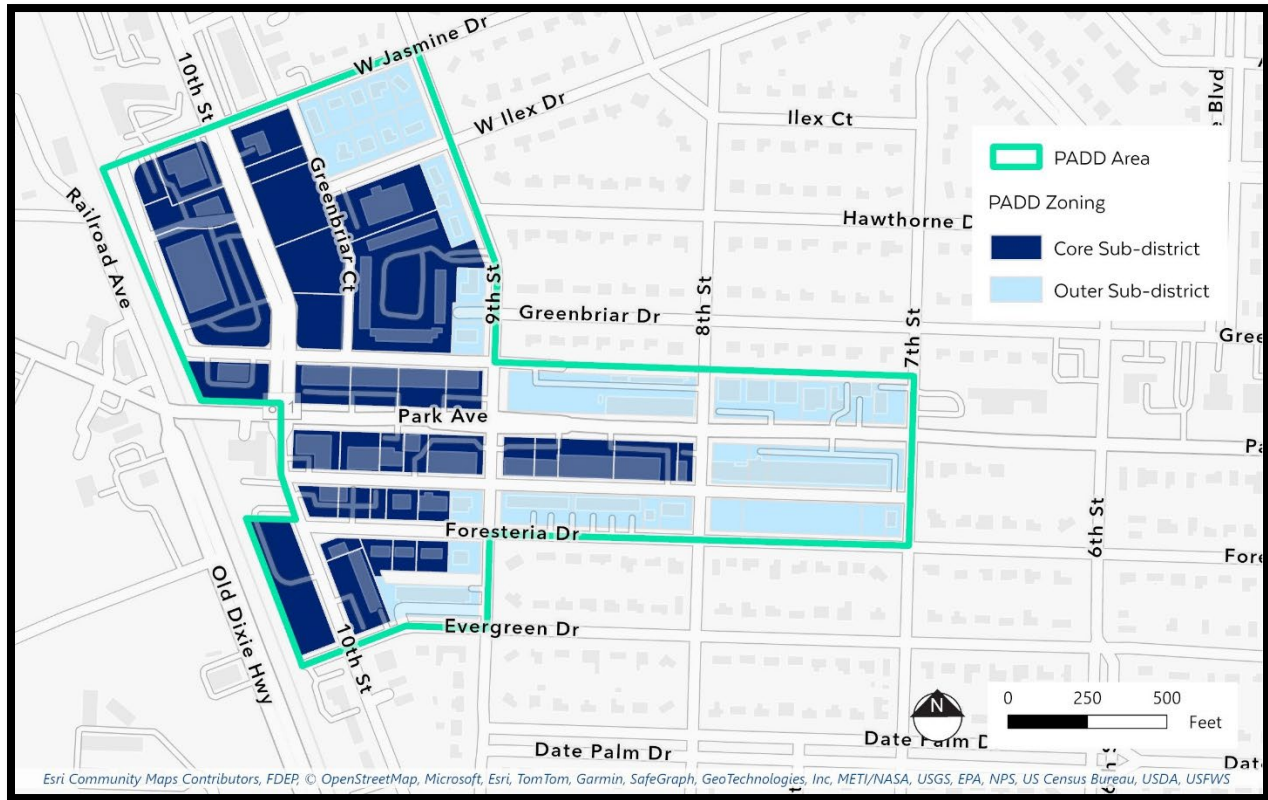 W Jasmine Dr
10th St
W Ilex Dr
Ilex Ct
Blvd
PADD Area
PADD Zoning
Core Sub-district
Outer Sub-district
Greenbriar Ct
Railroad Ave
Hawthorne D
9th St
Greenbriar Dr
8th St
7th St
Gree
Park Ave
Pa
Foresteria Dr
6th St
Fore
Old Dixie Hwy
10th St
Evergreen Dr
N
0 250 500
Feet
Date Palm Dr
Date Palm D
Dat
Esri Community Maps Contributors, FDEP, © OpenStreetMap, Microsoft, Esri, TomTom, Garmin, SafeGraph, GeoTechnologies, Inc, METI/NASA, USGS, EPA, NPS, US Census Bureau, USDA, USFWS